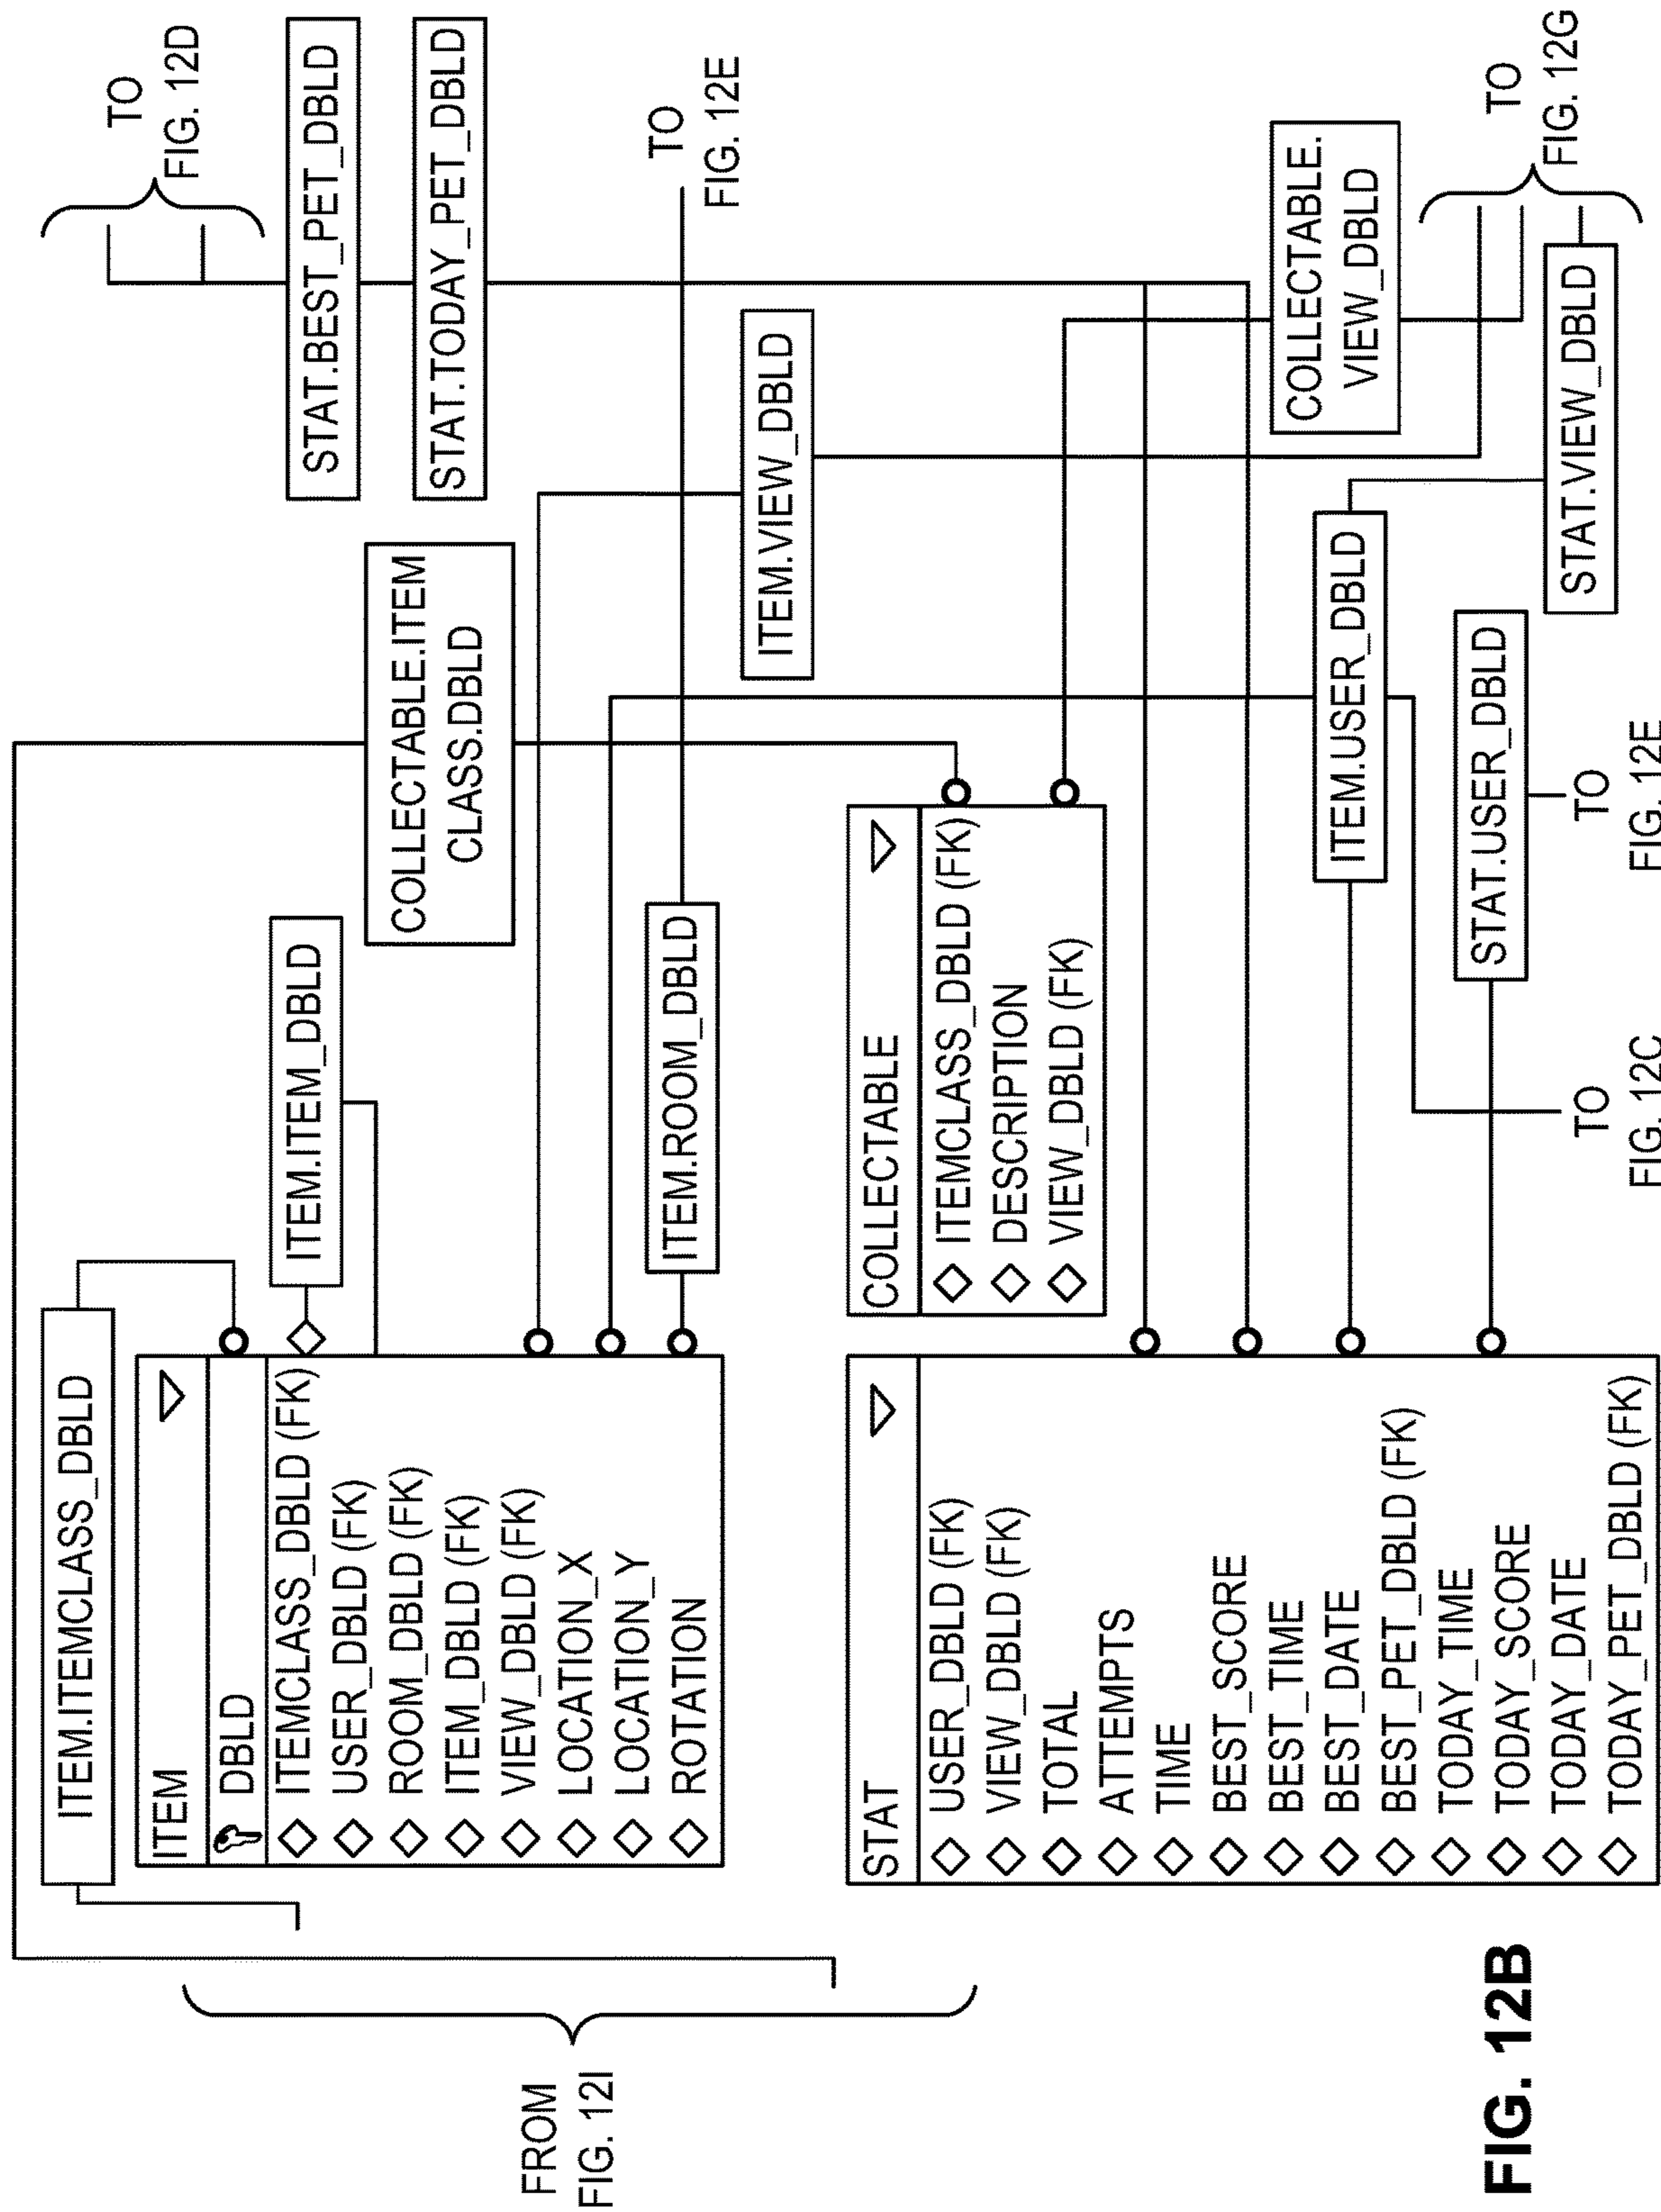 ITEM.ITEMCLASS_DBLD
ITEM
DBLD
ITEMCLASS_DBLD (FK)
USER_DBLD (FK)
ROOM_DBLD (FK)
ITEM_DBLD (FK)
VIEW_DBLD (FK)
LOCATION_X
LOCATION_Y
ROTATION
FROM
FIG. 12I
ITEM.ITEM_DBLD
COLLECTABLE.ITEM
CLASS.DBLD
ITEM.ROOM_DBLD
TO
FIG. 12D
STAT.BEST_PET_DBLD
STAT.TODAY_PET_DBLD
TO
FIG. 12E
ITEM.VIEW_DBLD
COLLECTABLE
ITEMCLASS_DBLD (FK)
DESCRIPTION
VIEW_DBLD (FK)
STAT
USER_DBLD (FK)
VIEW_DBLD (FK)
TOTAL
ATTEMPTS
TIME
BEST_SCORE
BEST_TIME
BEST_DATE
BEST_PET_DBLD (FK)
TODAY_TIME
TODAY_SCORE
TODAY_DATE
TODAY_PET_DBLD (FK)
COLLECTABLE.
VIEW_DBLD
ITEM.USER_DBLD
STAT.USER_DBLD
STAT.VIEW_DBLD
TO
FIG. 12G
TO
FIG. 12C
TO
FIG. 12E
FIG. 12B